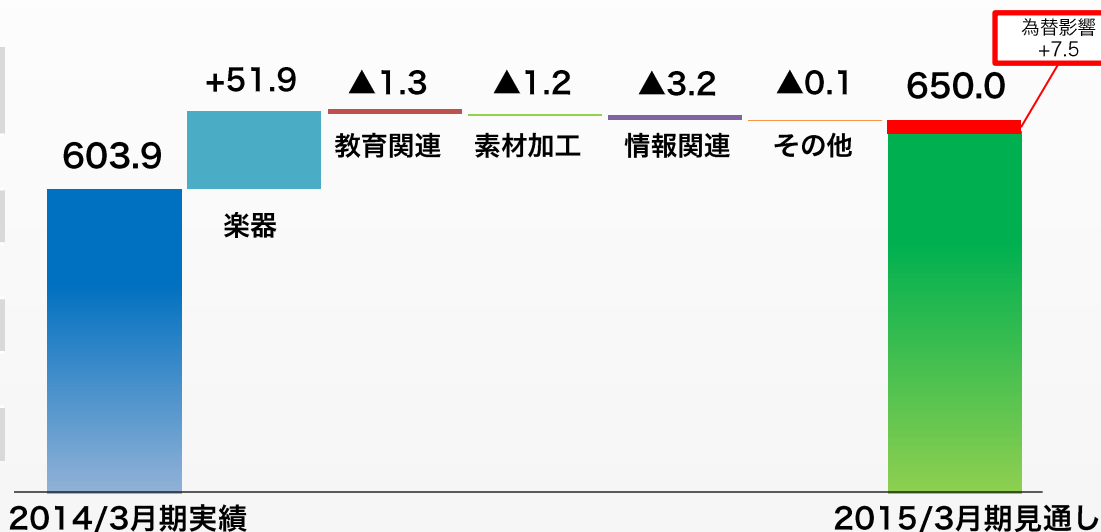 為替影響
+7.5
+51.9
▲1.3
▲1.2
▲3.2
▲0.1
650.0
603.9
教育関連
素材加工
情報関連
その他
楽器
2014/3月期実績
2015/3月期見通し